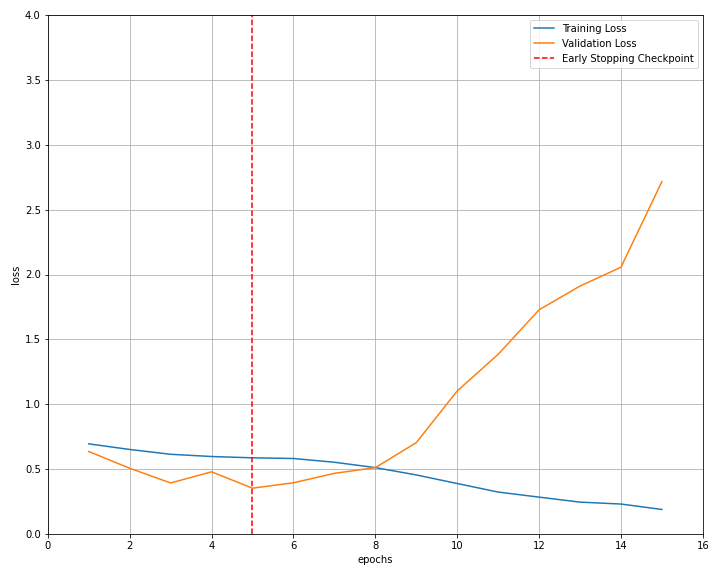 4.0
3.5
3.0
2.5
2.0
1.5
1.0
0.5
0.0
loss
Training Loss
Validation Loss
Early Stopping Checkpoint
0 2 4 6 8 10 12 14 16
epochs